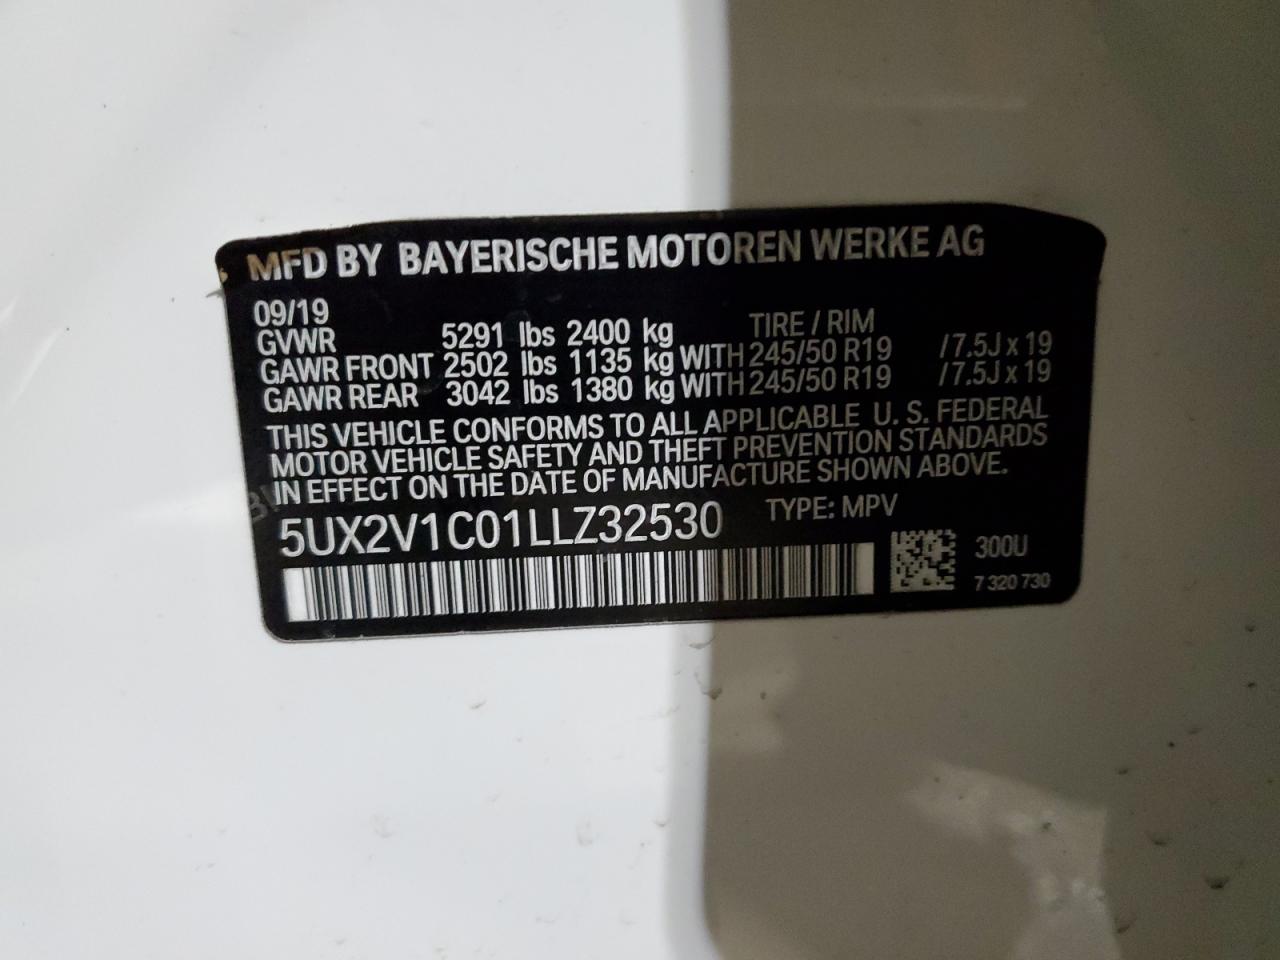 MFD BY BAYERISCHE MOTOREN WERKE AG
09/19
TIRE / RIM
GVWR 5291 lbs 2400 kg
GAWR FRONT 2502 lbs 1135 kg WITH 245/50 R19 /7.5J x 19
GAWR REAR 3042 lbs 1380 kg WITH 245/50 R19 /7.5J x 19
THIS VEHICLE CONFORMS TO ALL APPLICABLE U. S. FEDERAL
MOTOR VEHICLE SAFETY AND THEFT PREVENTION STANDARDS
IN EFFECT ON THE DATE OF MANUFACTURE SHOWN ABOVE.
5UX2V1C01LLZ32530 TYPE: MPV
300U
7 320 730